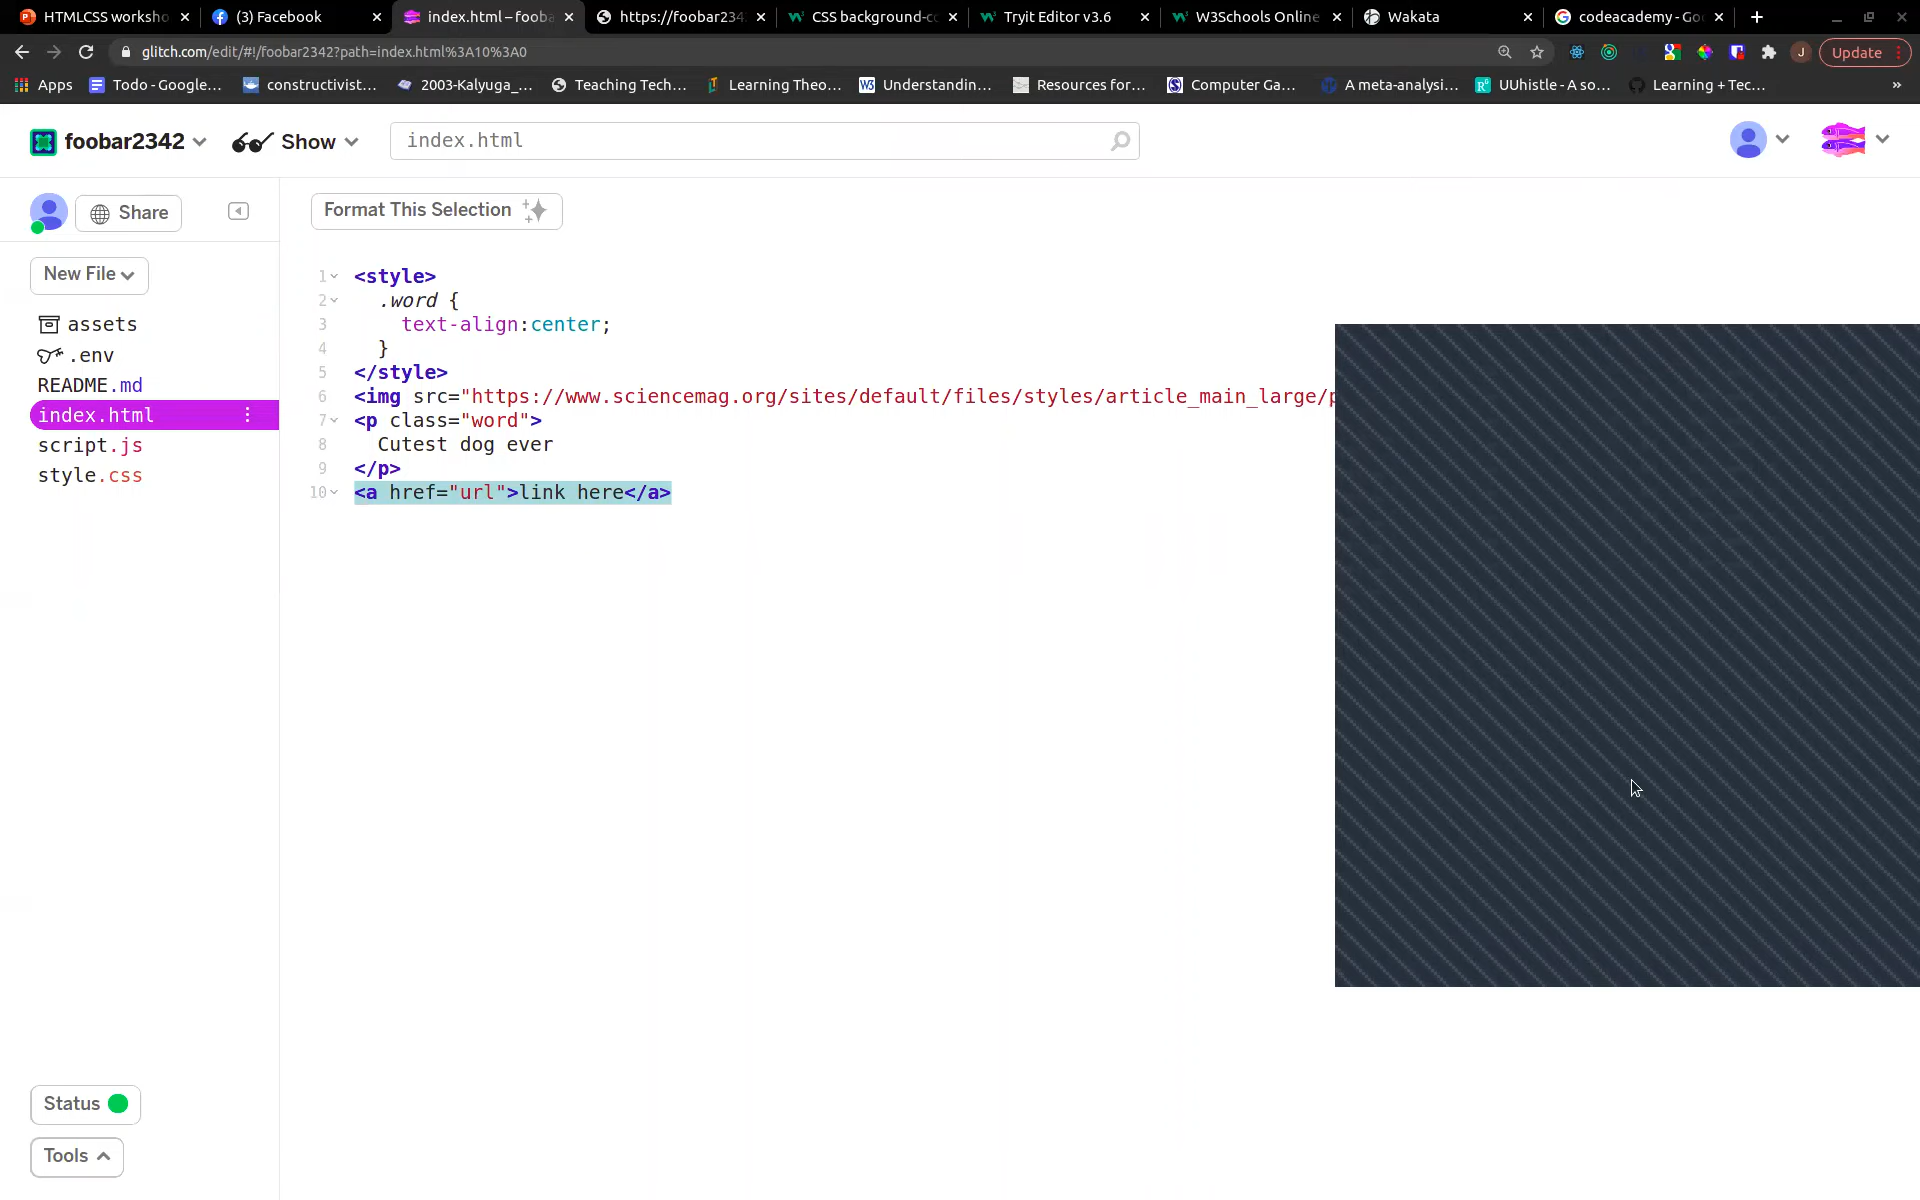 HTMLCSS worksho
(3) Facebook
index.html – fooba
https://foobar234
CSS background-co
Tryit Editor v3.6
W3Schools Online
Wakata
codeacademy - Goo
glitch.com/edit/#!/foobar2342?path=index.html%3A10%3A0
J
Update
Apps
Todo - Google...
constructivist...
2003-Kalyuga_...
Teaching Tech...
Learning Theo...
Understandin...
Resources for...
Computer Ga...
A meta-analysi...
UUhistle - A so...
Learning + Tec...
»
foobar2342
Show
index.html
Share
Format This Selection
New File
assets
.env
README.md
index.html
script.js
style.css
1 <style>
2 .word {
3 text-align:center;
4 }
5 </style>
6 <img src="https://www.sciencemag.org/sites/default/files/styles/article_main_large/p
7 <p class="word">
8 Cutest dog ever
9 </p>
10 <a href="url">link here</a>
Status
Tools